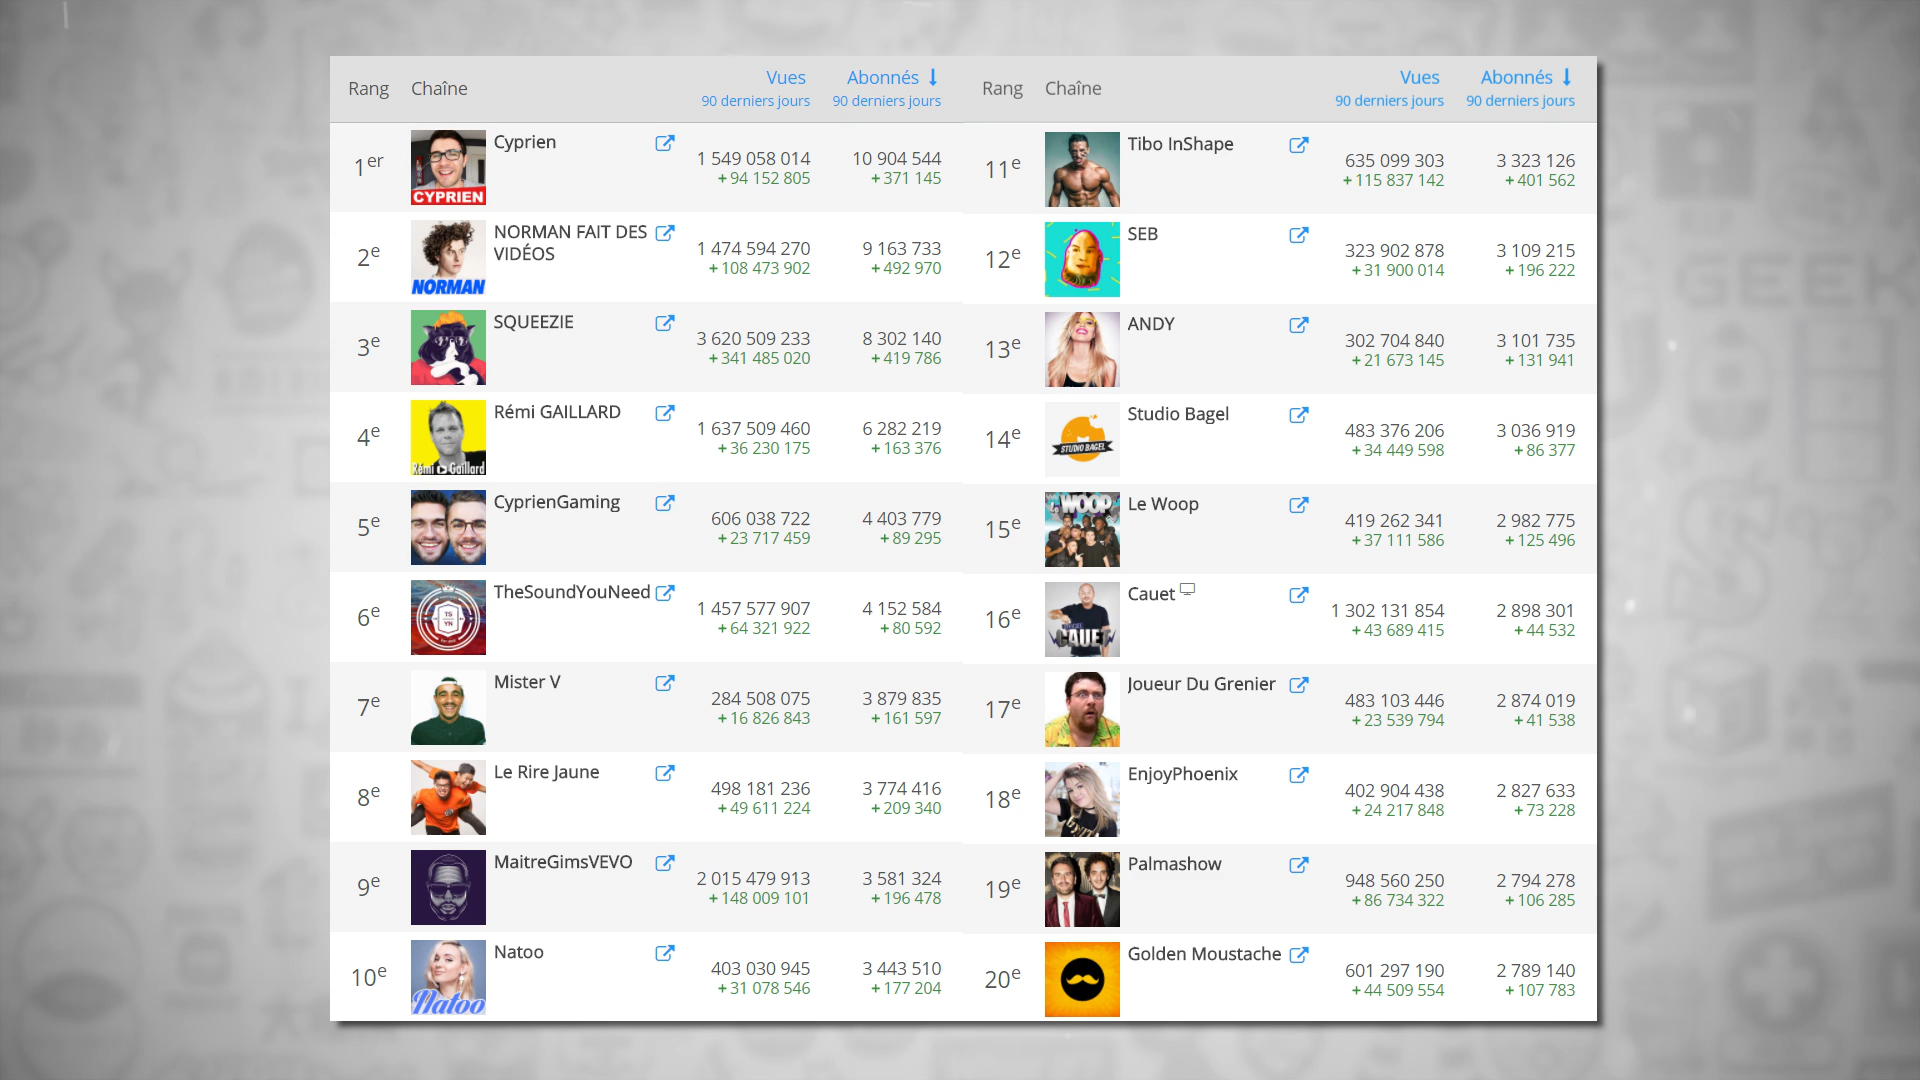 Rang Chaîne Vues Abonnés
90 derniers jours 90 derniers jours
1er Cyprien 1 549 058 014 10 904 544
+94 152 805 +371 145
CYPRIEN
2e NORMAN FAIT DES VIDÉOS 1 474 594 270 9 163 733
+108 473 902 +492 970
NORMAN
3e SQUEEZIE 3 620 509 233 8 302 140
+341 485 020 +419 786
4e Rémi GAILLARD 1 637 509 460 6 282 219
+36 230 175 +163 376
Rémi Gaillard
5e CyprienGaming 606 038 722 4 403 779
+23 717 459 +89 295
6e TheSoundYouNeed 1 457 577 907 4 152 584
+64 321 922 +80 592
TS
YN
7e Mister V 284 508 075 3 879 835
+16 826 843 +161 597
8e Le Rire Jaune 498 181 236 3 774 416
+49 611 224 +209 340
9e MaitreGimsVEVO 2 015 479 913 3 581 324
+148 009 101 +196 478
10e Natoo 403 030 945 3 443 510
+31 078 546 +177 204
Natoo
Rang Chaîne Vues Abonnés
90 derniers jours 90 derniers jours
11e Tibo InShape 635 099 303 3 323 126
+115 837 142 +401 562
12e SEB 323 902 878 3 109 215
+31 900 014 +196 222
13e ANDY 302 704 840 3 101 735
+21 673 145 +131 941
14e Studio Bagel 483 376 206 3 036 919
+34 449 598 +86 377
STUDIO BAGEL
15e Le Woop 419 262 341 2 982 775
+37 111 586 +125 496
WOOP
16e Cauet 1 302 131 854 2 898 301
+43 689 415 +44 532
CAUET
17e Joueur Du Grenier 483 103 446 2 874 019
+23 539 794 +41 538
18e EnjoyPhoenix 402 904 438 2 827 633
+24 217 848 +73 228
19e Palmashow 948 560 250 2 794 278
+86 734 322 +106 285
20e Golden Moustache 601 297 190 2 789 140
+44 509 554 +107 783
GEEK